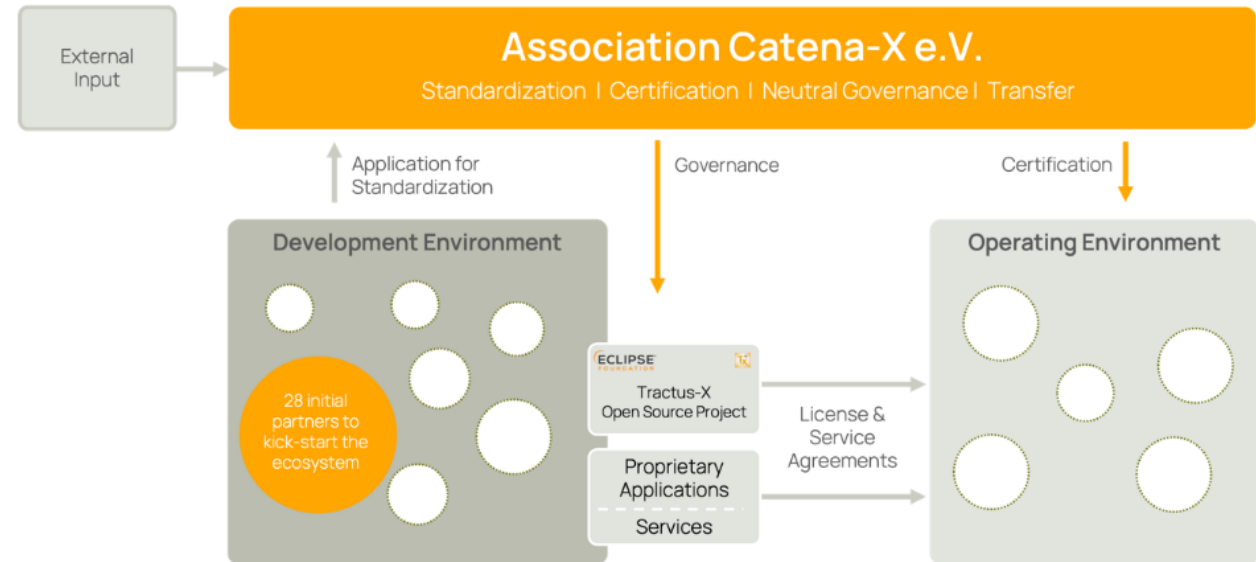 External
Input
Association Catena-X e.V.
Standardization | Certification | Neutral Governance | Transfer
Application for
Standardization
Governance
Certification
Development Environment
Operating Environment
28 initial
partners to
kick-start the
ecosystem
ECLIPSE
FOUNDATION
Tractus-X
Open Source Project
License &
Service
Agreements
Proprietary
Applications
Services